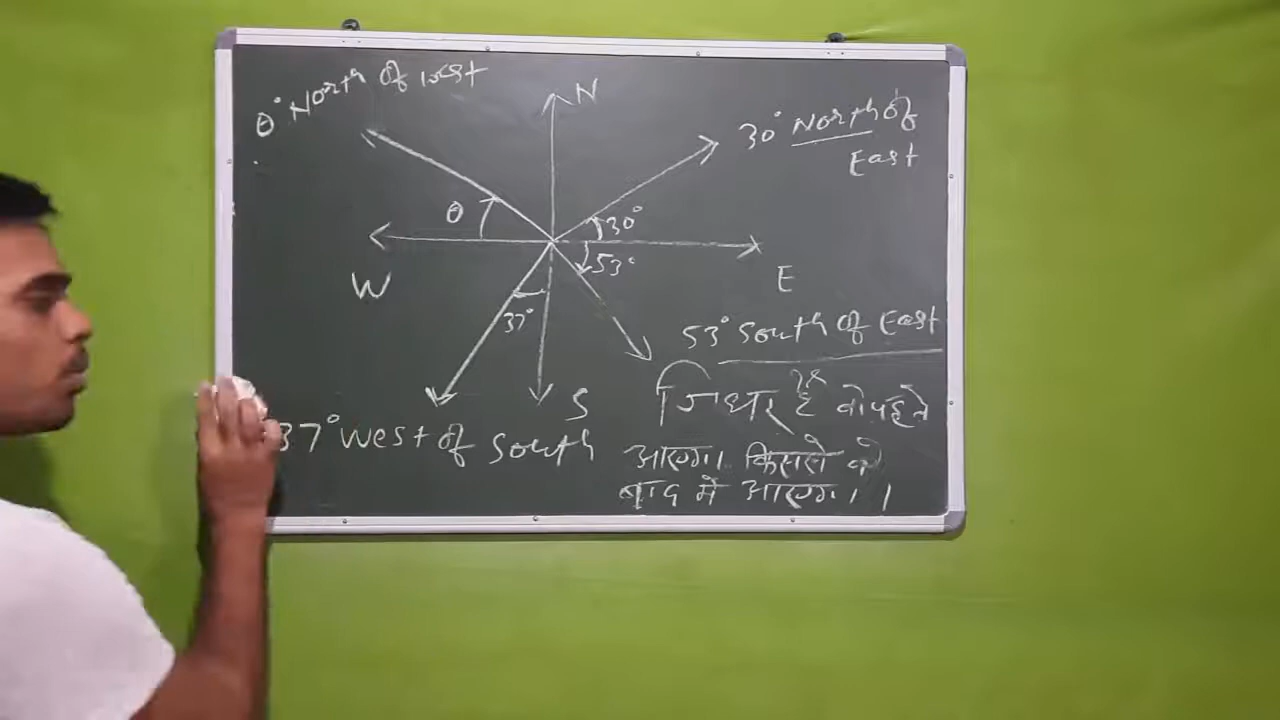 θ° North of west
N
30° North of
East
θ
30°
53°
W
E
37°
53° South of East
S
जिधर है वो पहले
37° West of South
आएगा किससे वो
बाद में आएगा।